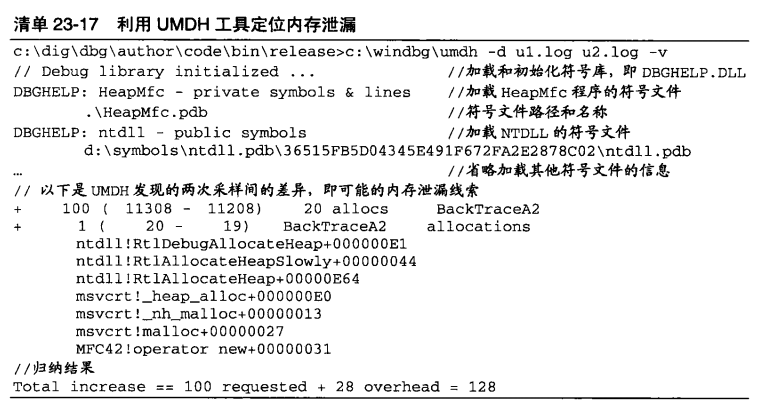 清单 23-17 利用 UMDH 工具定位内存泄漏
c:\dig\dbg\author\code\bin\release>c:\windbg\umdh -d u1.log u2.log -v
// Debug library initialized ... //加载和初始化符号库，即 DBGHELP.DLL
DBGHELP: HeapMfc - private symbols & lines //加载 HeapMfc 程序的符号文件
.\HeapMfc.pdb //符号文件路径和名称
DBGHELP: ntdll - public symbols //加载 NTDLL 的符号文件
d:\symbols\ntdll.pdb\36515FB5D04345E491F672FA2E2878C02\ntdll.pdb
… //省略加载其他符号文件的信息
// 以下是 UMDH 发现的两次采样间的差异，即可能的内存泄漏线索
+ 100 ( 11308 - 11208) 20 allocs BackTraceA2
+ 1 ( 20 - 19) BackTraceA2 allocations
ntdll!RtlDebugAllocateHeap+000000E1
ntdll!RtlAllocateHeapSlowly+00000044
ntdll!RtlAllocateHeap+00000E64
msvcrt!_heap_alloc+000000E0
msvcrt!_nh_malloc+00000013
msvcrt!malloc+00000027
MFC42!operator new+00000031
//归纳结果
Total increase == 100 requested + 28 overhead = 128